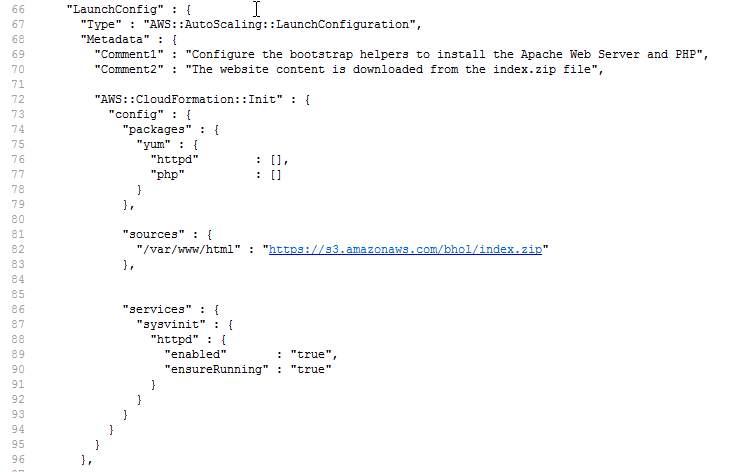 66 "LaunchConfig" : {
67 "Type" : "AWS::AutoScaling::LaunchConfiguration",
68 "Metadata" : {
69 "Comment1" : "Configure the bootstrap helpers to install the Apache Web Server and PHP",
70 "Comment2" : "The website content is downloaded from the index.zip file",
71
72 "AWS::CloudFormation::Init" : {
73 "config" : {
74 "packages" : {
75 "yum" : {
76 "httpd" : [],
77 "php" : []
78 }
79 },
80
81 "sources" : {
82 "/var/www/html" : "https://s3.amazonaws.com/bhol/index.zip"
83 },
84
85
86 "services" : {
87 "sysvinit" : {
88 "httpd" : {
89 "enabled" : "true",
90 "ensureRunning" : "true"
91 }
92 }
93 }
94 }
95 }
96 },